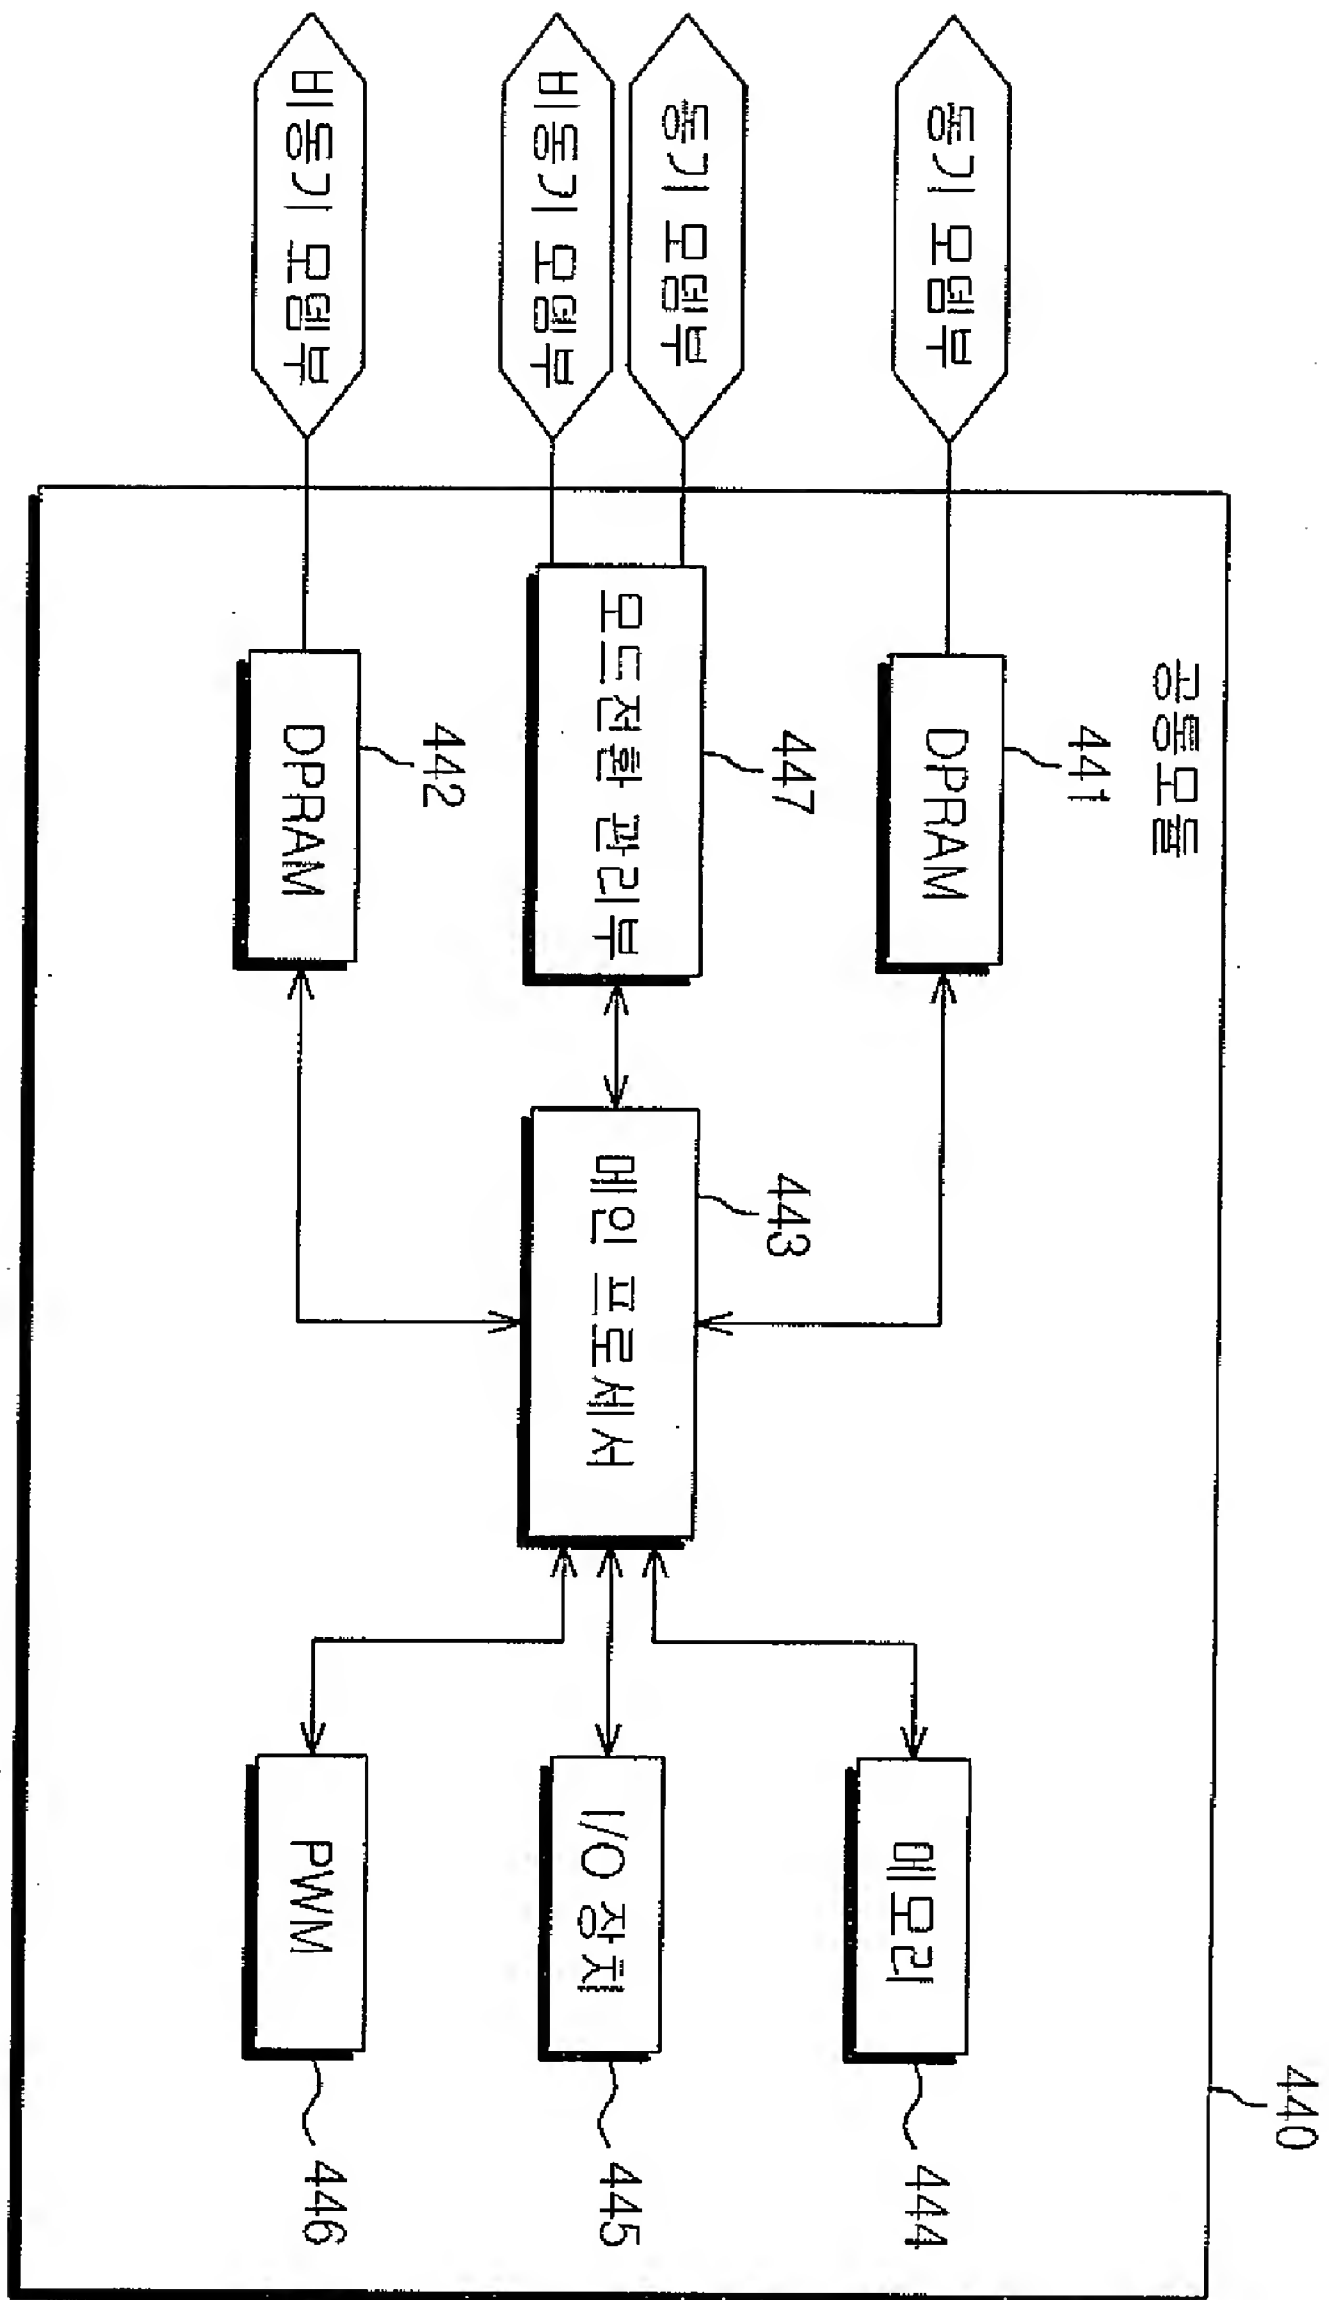 440
공통모듈
동기 모뎀부
441
DPRAM
444
메모리
동기 모뎀부
비동기 모뎀부
447
모드전환 관리부
443
메인 프로세서
I/O 장치
445
비동기 모뎀부
442
DPRAM
PWM
446